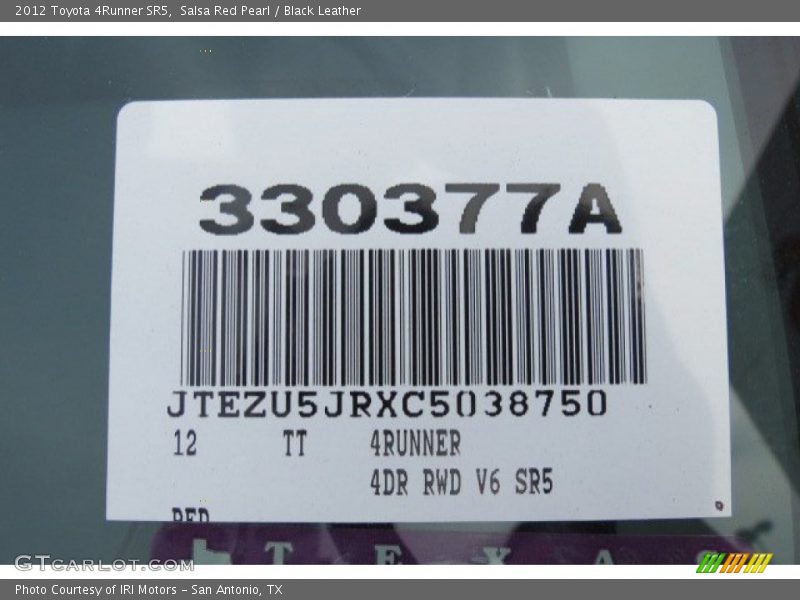 2012 Toyota 4Runner SR5,  Salsa Red Pearl / Black Leather
330377A
JTEZU5JRXC5038750
12 TT 4RUNNER
4DR RWD V6 SR5
RED
T E X A S
GTCARLOT.COM
Photo Courtesy of IRI Motors - San Antonio, TX